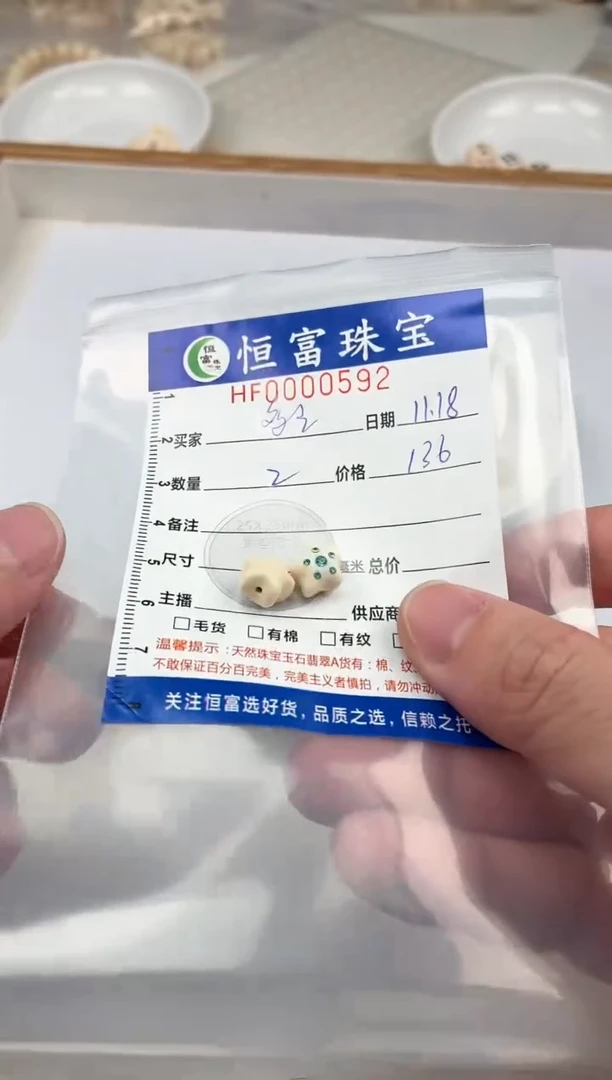 恒富珠宝
恒富珠宝
HF0000592
买家 日期 11.18
数量 2 价格 136
备注
尺寸 毫米 总价
主播 供应商
毛货 有棉 有纹
温馨提示：天然珠宝玉石翡翠A货有：棉、纹
不敢保证百分百完美，完美主义者慎拍，请勿冲动
关注恒富选好货，品质之选，信赖之托
1
2
3
4
5
6
7